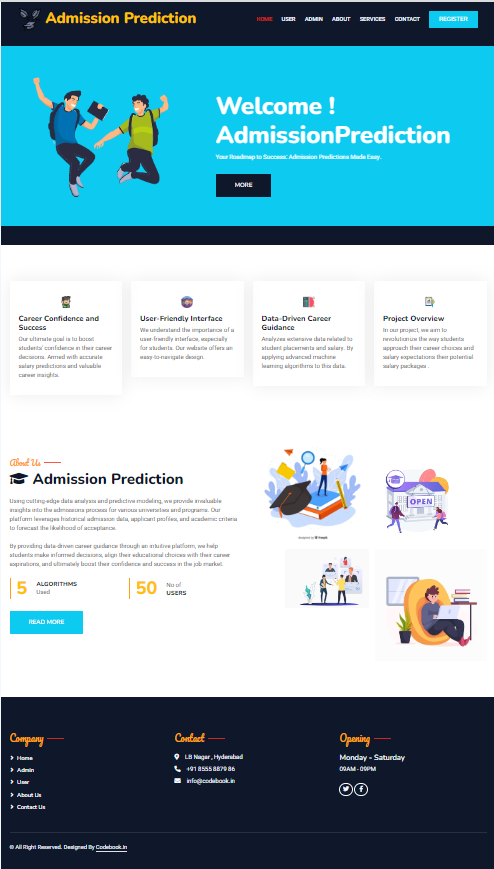 Admission Prediction
HOME USER ADMIN ABOUT SERVICES CONTACT REGISTER
Welcome !
AdmissionPrediction
Your Roadmap to Success: Admission Predictions Made Easy.
MORE
Career Confidence and
Success
Our ultimate goal is to boost
students' confidence in their career
decisions. Armed with accurate
salary predictions and valuable
career insights.
User-Friendly Interface
We understand the importance of a
user-friendly interface, especially
for students. Our website offers an
easy-to-navigate design.
Data-Driven Career
Guidance
Analyzes extensive data related to
student placements and salary. By
applying advanced machine
learning algorithms to this data.
Project Overview
In our project, we aim to
revolutionize the way students
approach their career choices and
salary expectations their potential
salary packages .
About Us
Admission Prediction
Using cutting-edge data analysis and predictive modeling, we provide invaluable
insights into the admissions process for various universities and programs. Our
platform leverages historical admission data, applicant profiles, and academic criteria
to forecast the likelihood of acceptance.
By providing data-driven career guidance through an intuitive platform, we help
students make informed decisions, align their educational choices with their career
aspirations, and ultimately boost their confidence and success in the job market.
5 ALGORITHMS
Used
50 No of
USERS
READ MORE
OPEN
designed by freepik
Company
Home
Admin
User
About Us
Contact Us
Contact
LB Nagar , Hyderabad
+91 8555 8879 86
info@codebook.in
Opening
Monday - Saturday
09AM - 09PM
© All Right Reserved. Designed By Codebook.in